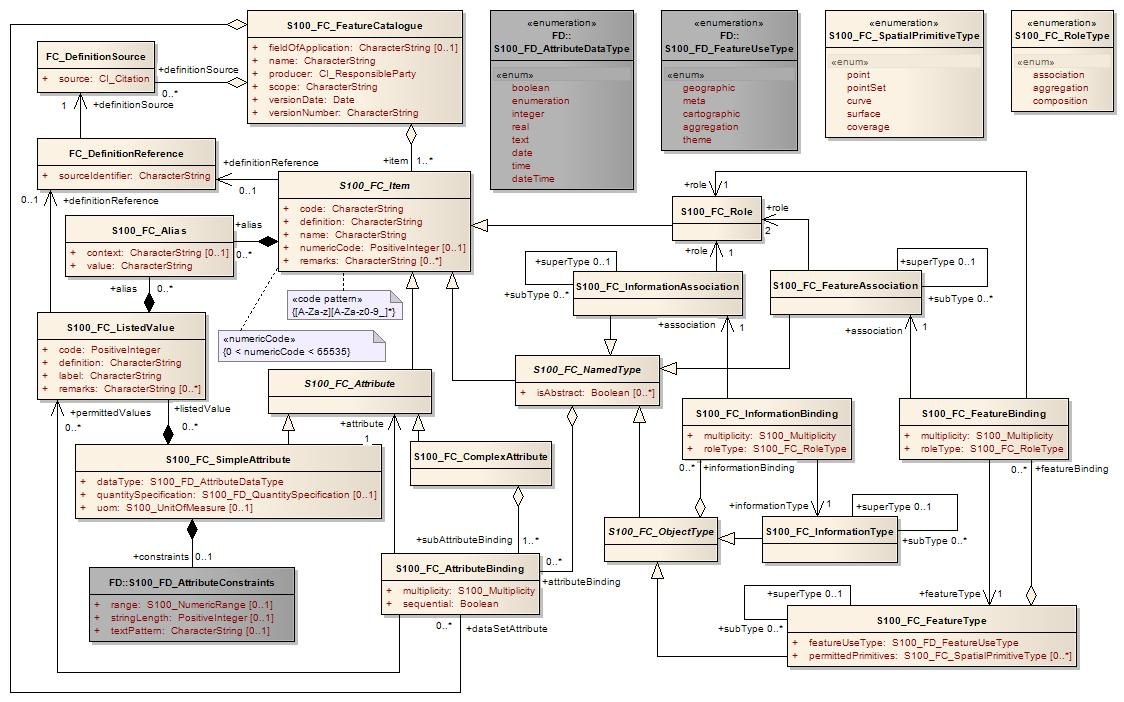 S100_FC_FeatureCatalogue
+ fieldOfApplication: CharacterString [0..1]
+ name: CharacterString
+ producer: CI_ResponsibleParty
+ scope: CharacterString
+ versionDate: Date
+ versionNumber: CharacterString
«enumeration»
FD::
S100_FD_AttributeDataType
«enum»
boolean
enumeration
integer
real
text
date
time
dateTime
«enumeration»
FD::
S100_FD_FeatureUseType
«enum»
geographic
meta
cartographic
aggregation
theme
«enumeration»
S100_FC_SpatialPrimitiveType
«enum»
point
pointSet
curve
surface
coverage
«enumeration»
S100_FC_RoleType
«enum»
association
aggregation
composition
FC_DefinitionSource
+ source: CI_Citation
+definitionSource
0..*
1
+definitionSource
FC_DefinitionReference
+ sourceIdentifier: CharacterString
+definitionReference
0..1
+item 1..*
0..1
+definitionReference
S100_FC_Item
+ code: CharacterString
+ definition: CharacterString
+ name: CharacterString
+ numericCode: PositiveInteger [0..1]
+ remarks: CharacterString [0..*]
S100_FC_Alias
+ context: CharacterString [0..1]
+ value: CharacterString
+alias
0..*
+alias 0..*
«code pattern»
{[A-Za-z][A-Za-z0-9_]*}
«numericCode»
{0 < numericCode < 65535}
+role 1
S100_FC_Role
+role
2
+role 1
+superType 0..1
+subType 0..*
S100_FC_InformationAssociation
+superType 0..1
S100_FC_FeatureAssociation
+subType 0..*
+association 1
+association 1
S100_FC_ListedValue
+ code: PositiveInteger
+ definition: CharacterString
+ label: CharacterString
+ remarks: CharacterString [0..*]
+permittedValues
0..*
+listedValue
0..*
S100_FC_Attribute
+attribute
1
S100_FC_NamedType
+ isAbstract: Boolean [0..*]
S100_FC_InformationBinding
+ multiplicity: S100_Multiplicity
+ roleType: S100_FC_RoleType
0..* +informationBinding
S100_FC_FeatureBinding
+ multiplicity: S100_Multiplicity
+ roleType: S100_FC_RoleType
0..* +featureBinding
S100_FC_SimpleAttribute
+ dataType: S100_FD_AttributeDataType
+ quantitySpecification: S100_FD_QuantitySpecification [0..1]
+ uom: S100_UnitOfMeasure [0..1]
S100_FC_ComplexAttribute
+subAttributeBinding 1..*
+informationType 1
S100_FC_ObjectType
S100_FC_InformationType
+superType 0..1
+subType 0..*
+constraints 0..1
FD::S100_FD_AttributeConstraints
+ range: S100_NumericRange [0..1]
+ stringLength: PositiveInteger [0..1]
+ textPattern: CharacterString [0..1]
S100_FC_AttributeBinding
+ multiplicity: S100_Multiplicity
+ sequential: Boolean
0..*
+attributeBinding
0..* +dataSetAttribute
+superType 0..1
+subType 0..*
+featureType 1
S100_FC_FeatureType
+ featureUseType: S100_FD_FeatureUseType
+ permittedPrimitives: S100_FC_SpatialPrimitiveType [0..*]